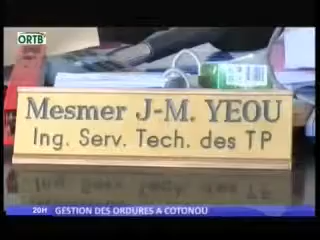 ORTB
Mesmer J-M. YEOU
Ing. Serv. Tech. des TP
20H GESTION DES ORDURES A COTONOU